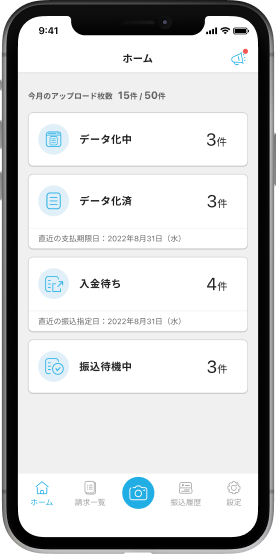 9:41
ホーム
今月のアップロード枚数 15件 / 50件
データ化中 3件
データ化済 3件
直近の支払期限日：2022年8月31日（水）
入金待ち 4件
直近の振込指定日：2022年8月31日（水）
振込待機中 3件
ホーム 請求一覧 振込履歴 設定